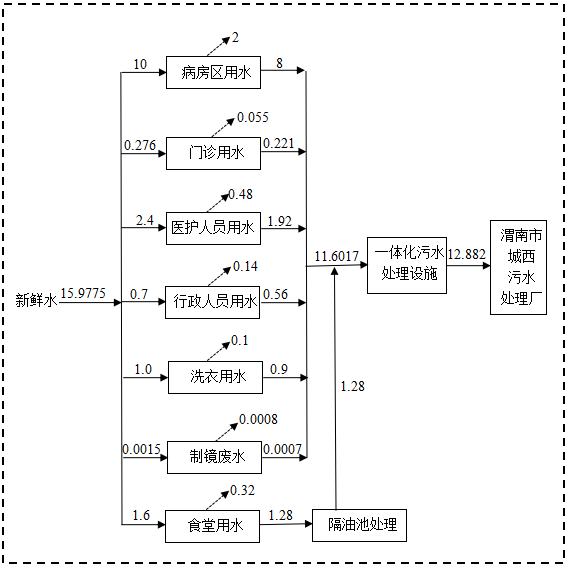 2
10
病房区用水
8
0.055
0.276
门诊用水
0.221
0.48
2.4
医护人员用水
1.92
11.6017
一体化污水
处理设施
12.882
渭南市
城西
污水
处理厂
0.14
新鲜水
15.9775
0.7
行政人员用水
0.56
0.1
1.0
洗衣用水
0.9
1.28
0.0008
0.0015
制镜废水
0.0007
0.32
1.6
食堂用水
1.28
隔油池处理